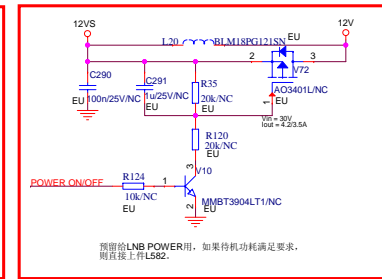 12VS
12V
L20
BLM18PG121SN
EU
EU
2
3
V72
C290
EU
100n/25V/NC
C291
1u/25V/NC
EU
R35
20k/NC
EU
AO3401L/NC
1
EU
Vin = 30V
Iout = 4.2/3.5A
R120
20k/NC
EU
3
V10
POWER ON/OFF
R124
10k/NC
EU
1
2
MMBT3904LT1/NC
EU
预留给LNB POWER用，如果待机功耗满足要求，
则直接上件L582。